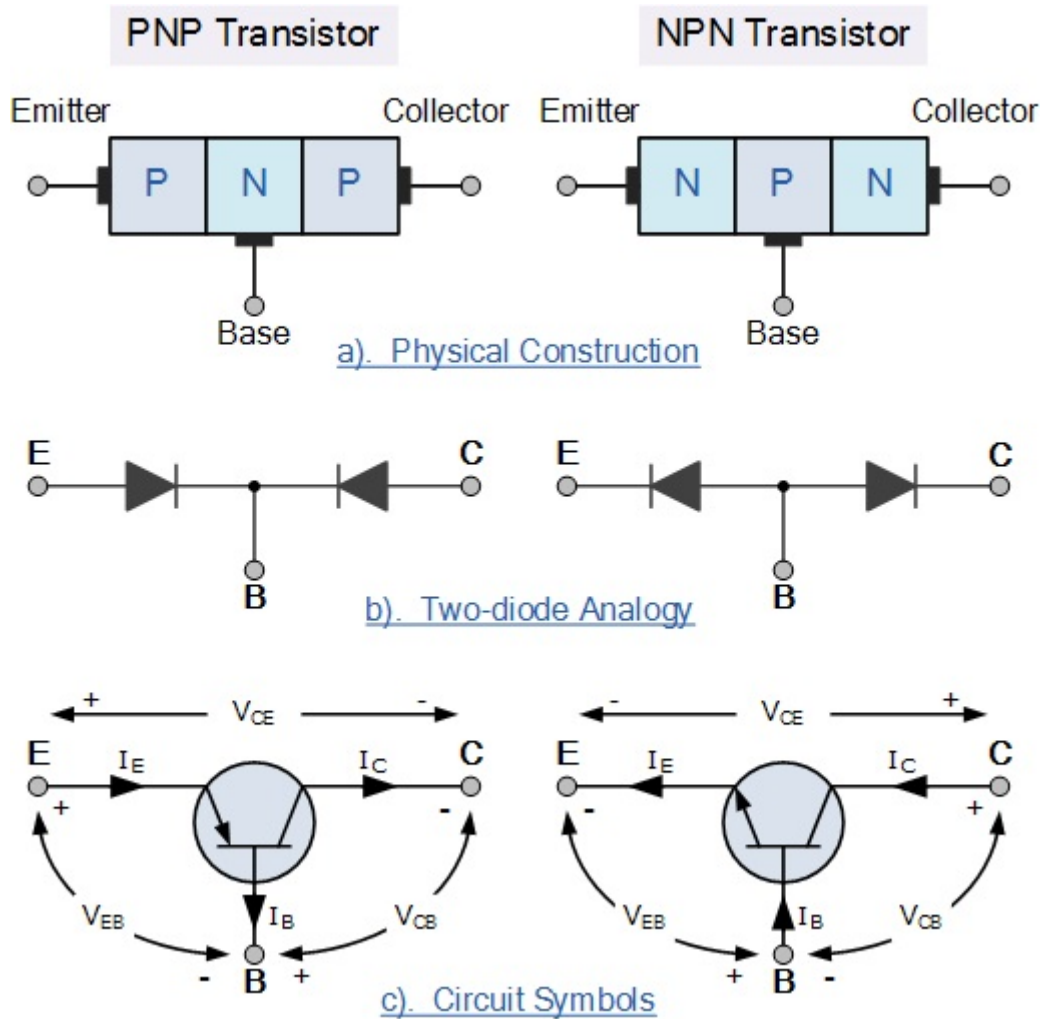 PNP Transistor NPN Transistor
Emitter Collector Emitter Collector
P N P N P N
Base Base
a). Physical Construction
E C E C
B B
b). Two-diode Analogy
+ VCE - - VCE +
E IE IC C E IE IC C
+ - - +
VEB IB VCB VEB IB VCB
- B + + B -
c). Circuit Symbols